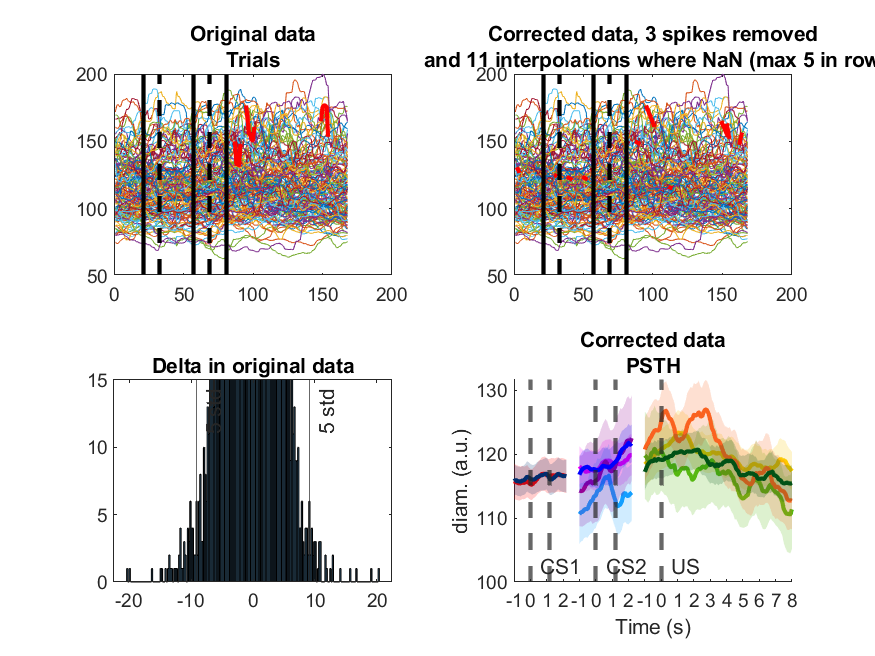 Original data
Trials
200
150
100
50
0 50 100 150 200
Corrected data, 3 spikes removed
and 11 interpolations where NaN (max 5 in row
200
150
100
50
0 50 100 150 200
Delta in original data
15
10
5
0
5 std
-20 -10 0 10 20
Corrected data
PSTH
130
120
110
100
diam. (a.u.)
CS1 CS2 US
-1 0 1 2 -1 0 1 2 -1 0 1 2 3 4 5 6 7 8
Time (s)